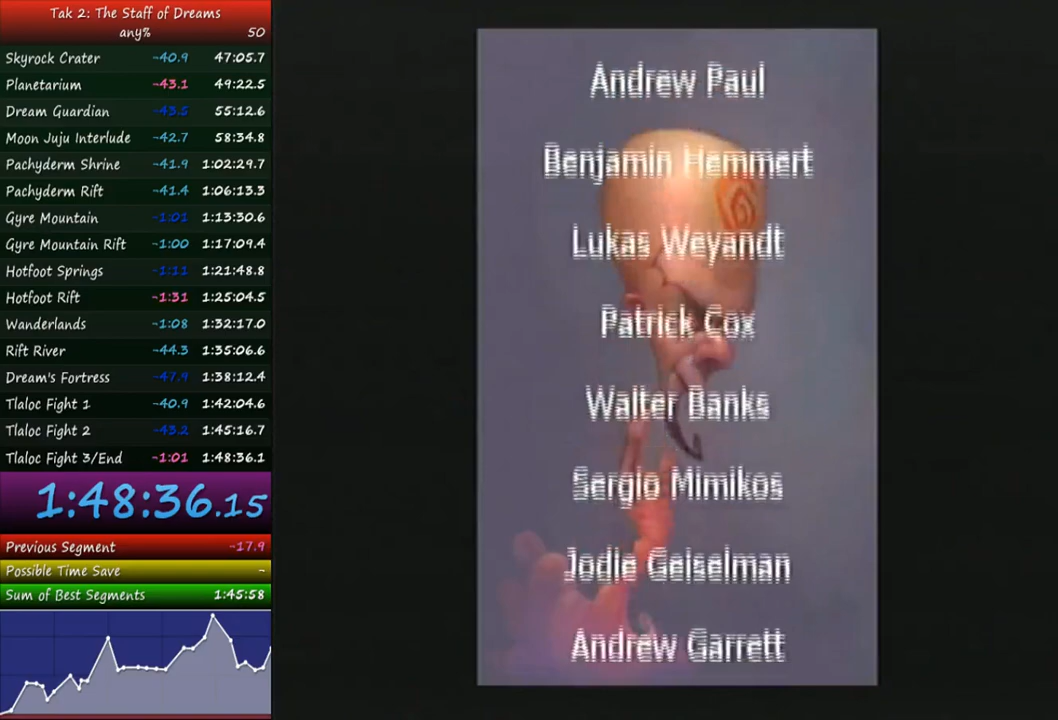 Tak 2: The Staff of Dreams
any% 50
Skyrock Crater -40.9 47:05.7
Planetarium -43.1 49:22.5
Dream Guardian -43.5 55:12.6
Moon Juju Interlude -42.7 58:34.8
Pachyderm Shrine -41.9 1:02:29.7
Pachyderm Rift -41.4 1:06:13.3
Gyre Mountain -1:01 1:13:30.6
Gyre Mountain Rift -1:00 1:17:09.4
Hotfoot Springs -1:11 1:21:48.8
Hotfoot Rift -1:31 1:25:04.5
Wanderlands -1:08 1:32:17.0
Rift River -44.3 1:35:06.6
Dream's Fortress -47.9 1:38:12.4
Tlaloc Fight 1 -40.9 1:42:04.6
Tlaloc Fight 2 -43.2 1:45:16.7
Tlaloc Fight 3/End -1:01 1:48:36.1
1:48:36.15
Previous Segment -17.9
Possible Time Save -
Sum of Best Segments 1:45:58
Andrew Paul
Benjamin Hemmert
Lukas Weyandt
Patrick Cox
Walter Banks
Sergio Mimikos
Jodie Geiselman
Andrew Garrett